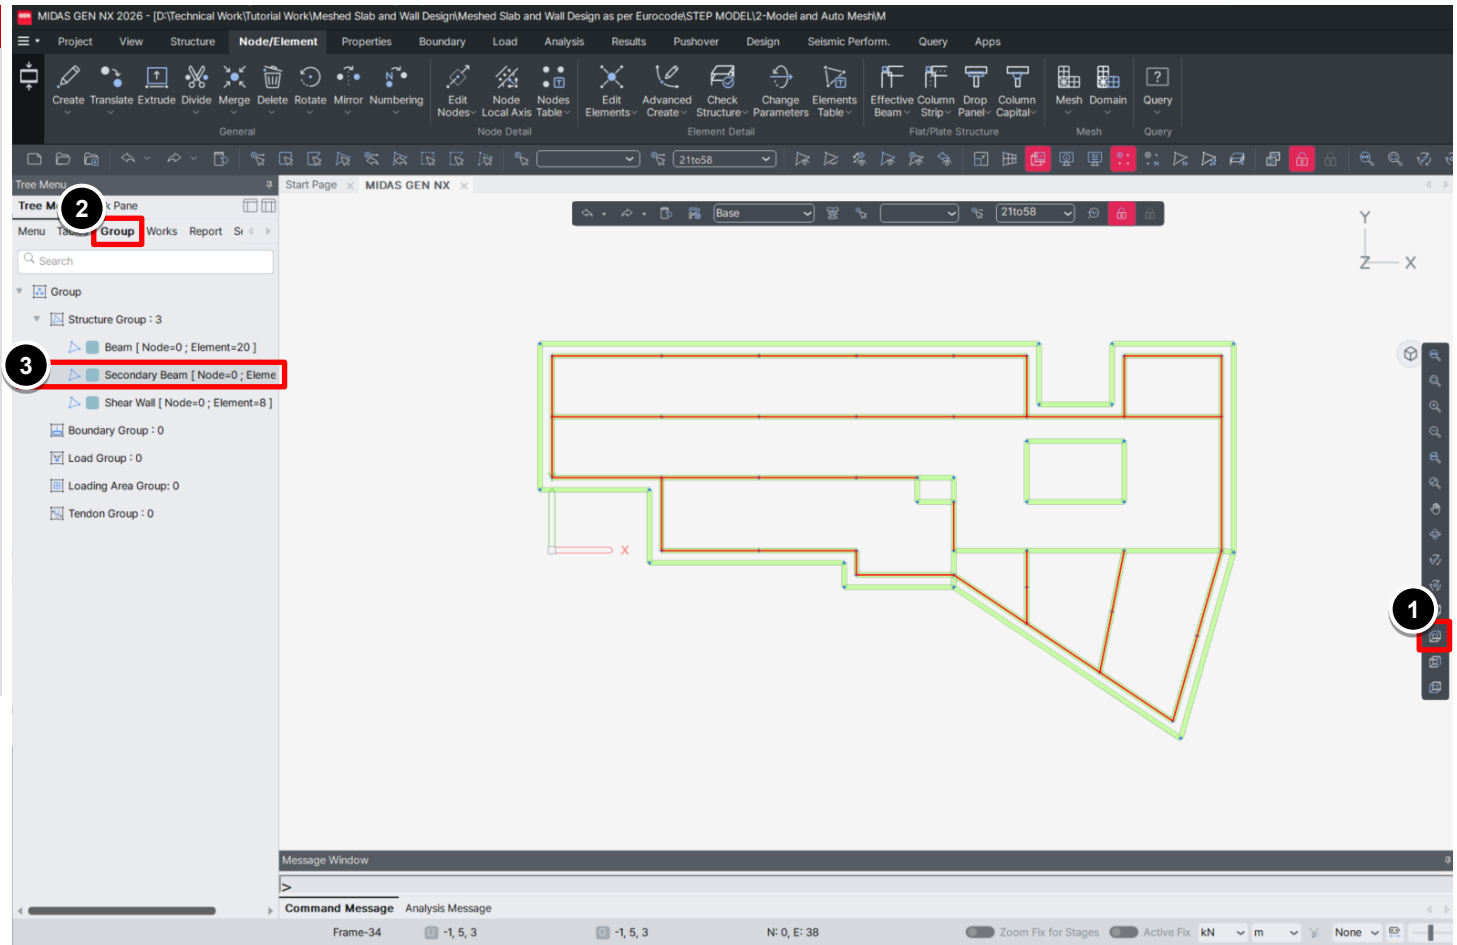 MIDAS GEN NX 2026 - [D:\Technical Work\Tutorial Work\Meshed Slab and Wall Design\Meshed Slab and Wall Design as per Eurocode\STEP MODEL\2-Model and Auto Mesh\M
Project View Structure Node/Element Properties Boundary Load Analysis Results Pushover Design Seismic Perform. Query Apps
Create Translate Extrude Divide Merge Delete Rotate Mirror Numbering Edit Nodes Node Local Axis Nodes Table Edit Elements Advanced Create Check Structure Change Parameters Elements Table Effective Beam Column Strip Drop Panel Column Capital Mesh Domain Query
General Node Detail Element Detail Flat/Plate Structure Mesh Query
21to58
Tree Menu
Start Page MIDAS GEN NX
Tree M k Pane
2
Base 21to58
Menu Ta Group Works Report
Search
Y
Z X
Group
Structure Group : 3
Beam [ Node=0 ; Element=20 ]
3
Secondary Beam [ Node=0 ; Eleme
Shear Wall [ Node=0 ; Element=8 ]
Boundary Group : 0
Load Group : 0
Loading Area Group: 0
Tendon Group : 0
X
1
Message Window
>
Command Message Analysis Message
Frame-34 U -1, 5, 3 G -1, 5, 3 N: 0, E: 38 Zoom Fix for Stages Active Fix kN m None